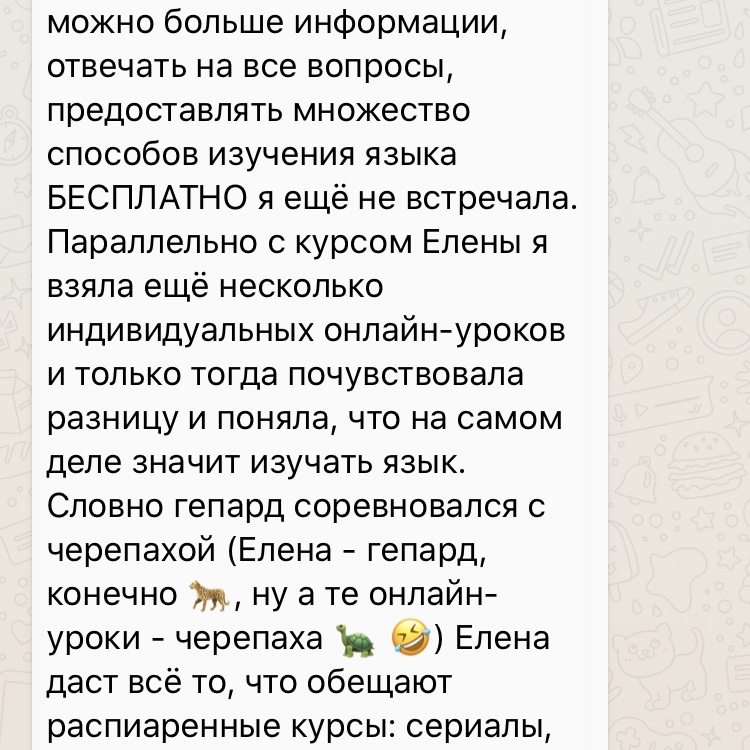 можно больше информации,
отвечать на все вопросы,
предоставлять множество
способов изучения языка
БЕСПЛАТНО я ещё не встречала.
Параллельно с курсом Елены я
взяла ещё несколько
индивидуальных онлайн-уроков
и только тогда почувствовала
разницу и поняла, что на самом
деле значит изучать язык.
Словно гепард соревновался с
черепахой (Елена - гепард,
конечно 🐆, ну а те онлайн-
уроки - черепаха 🐢 🤣) Елена
даст всё то, что обещают
распиаренные курсы: сериалы,